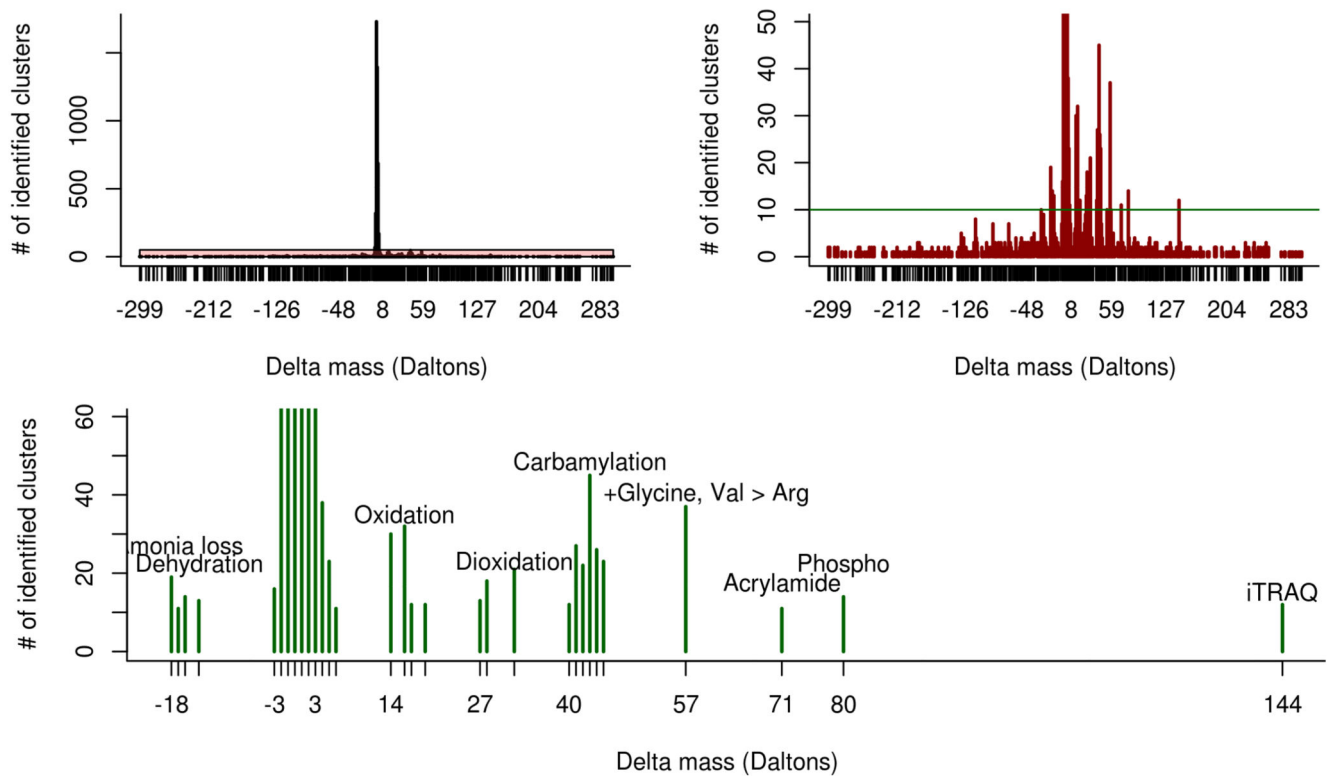 # of identified clusters
1000
500
0
-299 -212 -126 -48 8 59 127 204 283
Delta mass (Daltons)
# of identified clusters
50
40
30
20
10
0
-299 -212 -126 -48 8 59 127 204 283
Delta mass (Daltons)
# of identified clusters
60
40
20
0
monia loss
Dehydration
Oxidation
Dioxidation
Carbamylation
+Glycine, Val > Arg
Acrylamide
Phospho
iTRAQ
-18 -3 3 14 27 40 57 71 80 144
Delta mass (Daltons)